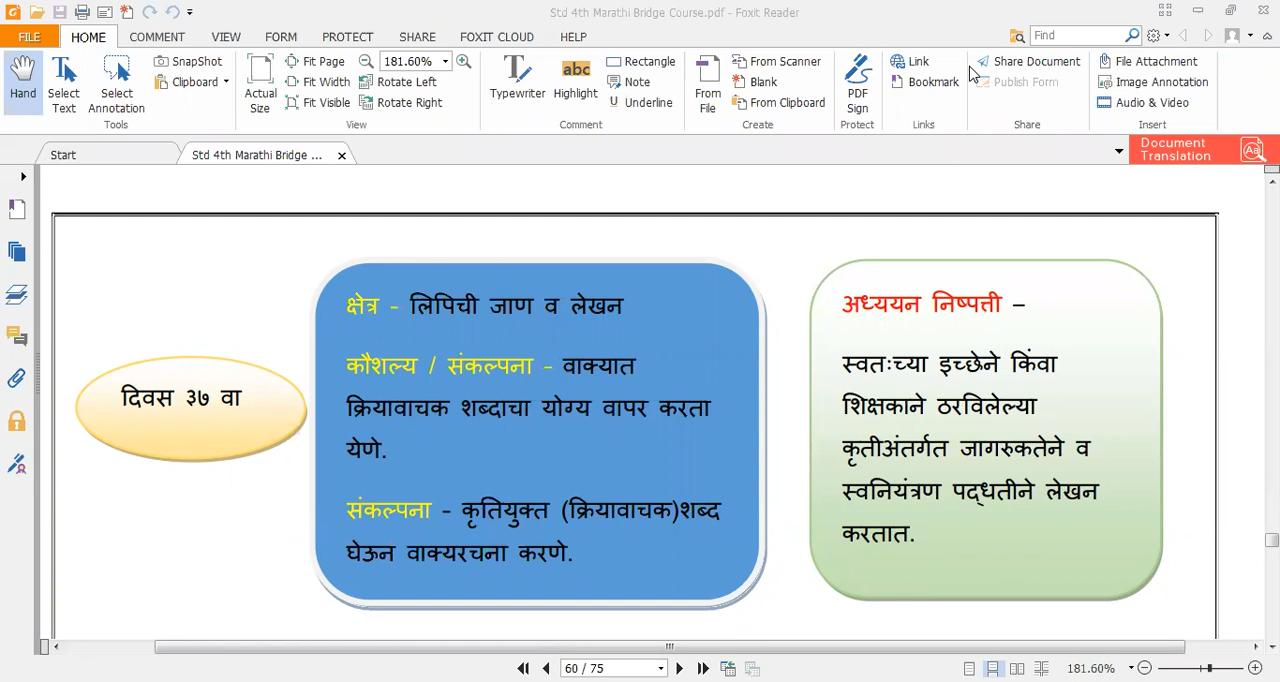 Std 4th Marathi Bridge Course.pdf - Foxit Reader
FILE HOME COMMENT VIEW FORM PROTECT SHARE FOXIT CLOUD HELP Find
Hand
Select Text
Select Annotation
SnapShot
Clipboard
Tools
Actual Size
Fit Page
Fit Width
Fit Visible
181.60%
Rotate Left
Rotate Right
View
Typewriter
abc
Highlight
Rectangle
Note
Underline
Comment
From File
From Scanner
Blank
From Clipboard
Create
PDF Sign
Protect
Link
Bookmark
Links
Share Document
Publish Form
Share
File Attachment
Image Annotation
Audio & Video
Insert
Start
Std 4th Marathi Bridge ...
Document
Translation
दिवस ३७ वा
क्षेत्र - लिपिची जाण व लेखन
कौशल्य / संकल्पना - वाक्यात
क्रियावाचक शब्दाचा योग्य वापर करता
येणे.
संकल्पना - कृतियुक्त (क्रियावाचक)शब्द
घेऊन वाक्यरचना करणे.
अध्ययन निष्पत्ती –
स्वतःच्या इच्छेने किंवा
शिक्षकाने ठरविलेल्या
कृतीअंतर्गत जागरुकतेने व
स्वनियंत्रण पद्धतीने लेखन
करतात.
60 / 75
181.60%